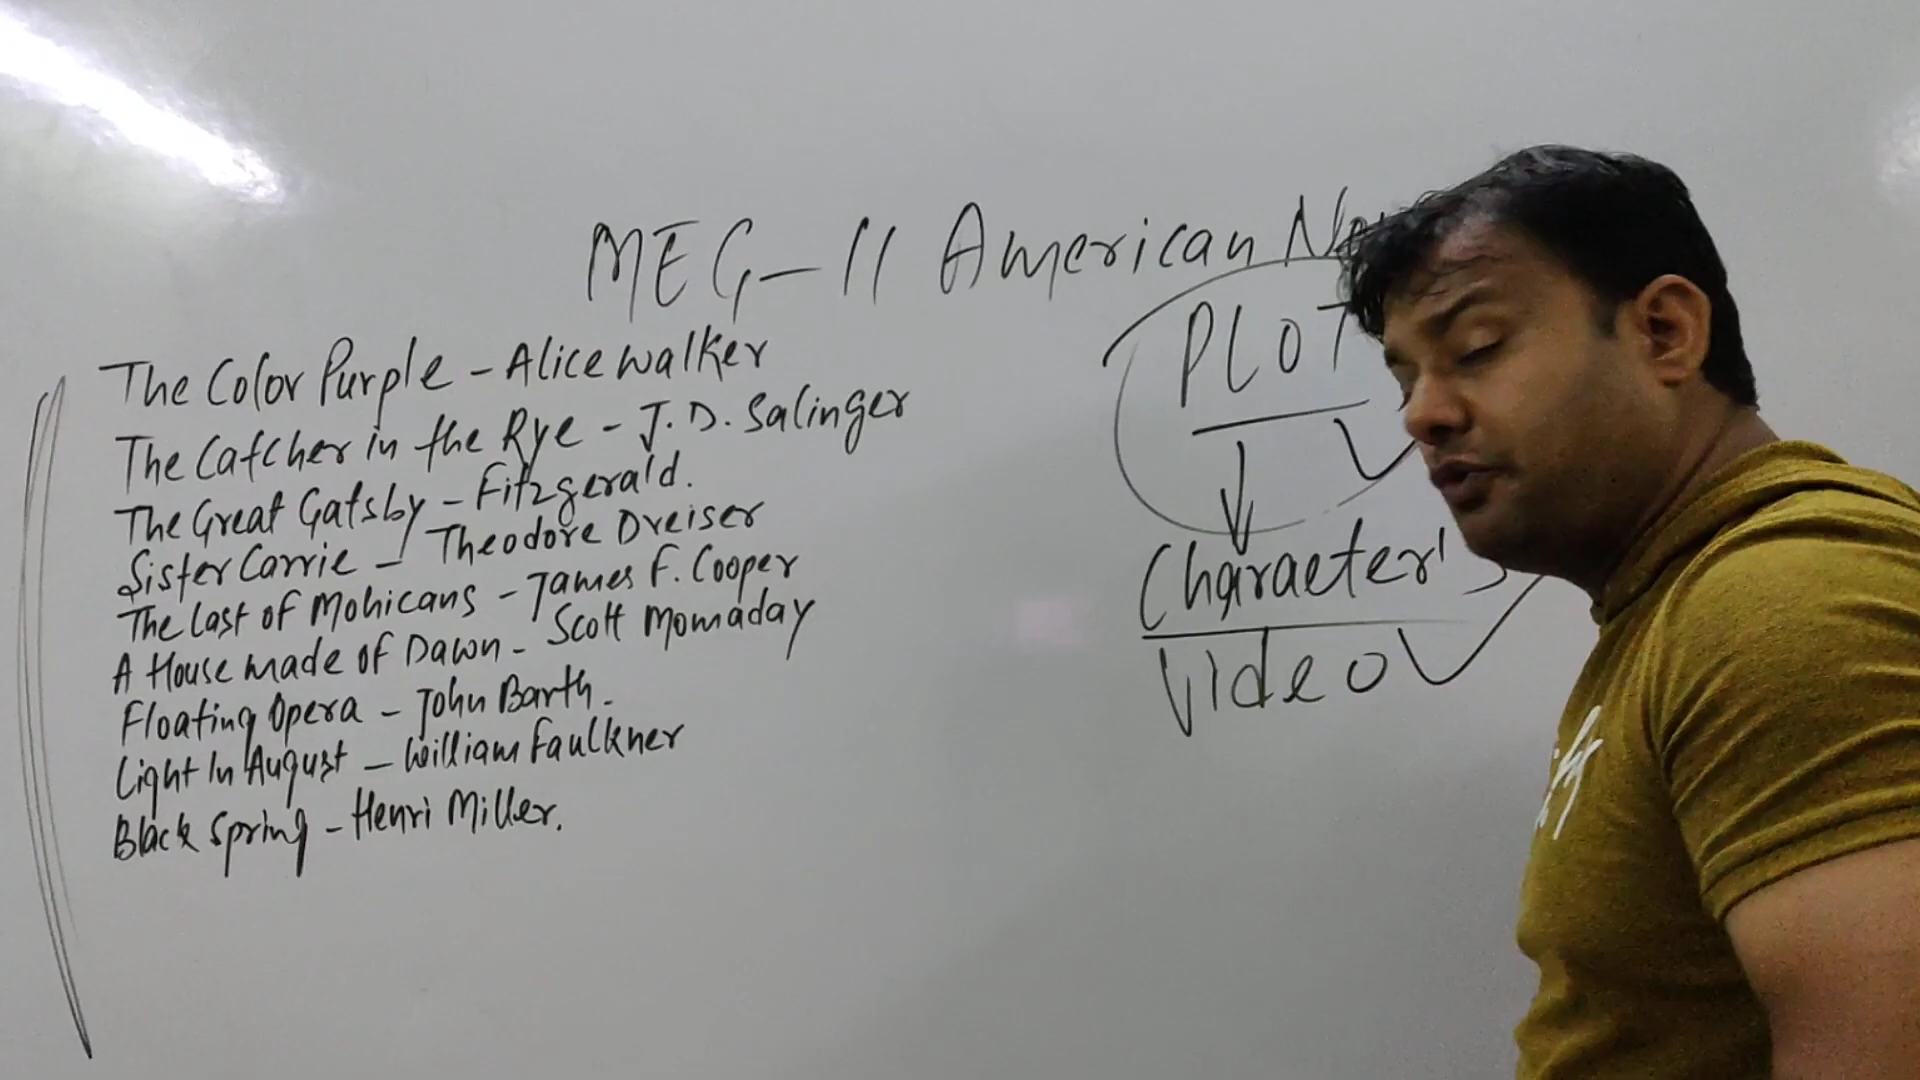 MEG-11 American
The Color Purple - Alice walker
The Catcher in the Rye - J. D. Salinger
The Great Gatsby - Fitzgerald.
Sister Carrie - Theodore Dreiser
The Last of Mohicans - James F. Cooper
A House made of Dawn - Scott Momaday
Floating Opera - John Barth.
Light In August - William Faulkner
Black Spring - Henri Miller.
PLOT
Character's
Video